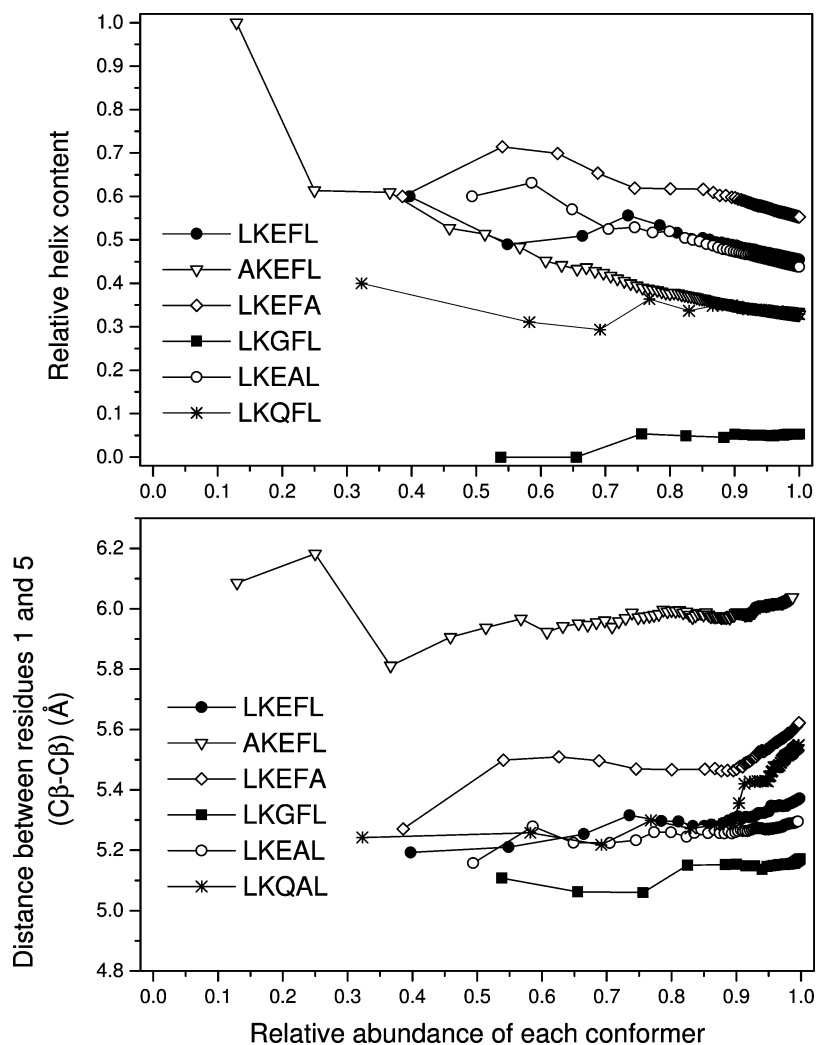 Relative helix content
1.0
0.9
0.8
0.7
0.6
0.5
0.4
0.3
0.2
0.1
0.0
LKEFL
AKEFL
LKEFA
LKGFL
LKEAL
LKQFL
0.0 0.1 0.2 0.3 0.4 0.5 0.6 0.7 0.8 0.9 1.0
Distance between residues 1 and 5
(Cβ-Cβ) (Å)
6.2
6.0
5.8
5.6
5.4
5.2
5.0
4.8
LKEFL
AKEFL
LKEFA
LKGFL
LKEAL
LKQAL
0.0 0.1 0.2 0.3 0.4 0.5 0.6 0.7 0.8 0.9 1.0
Relative abundance of each conformer